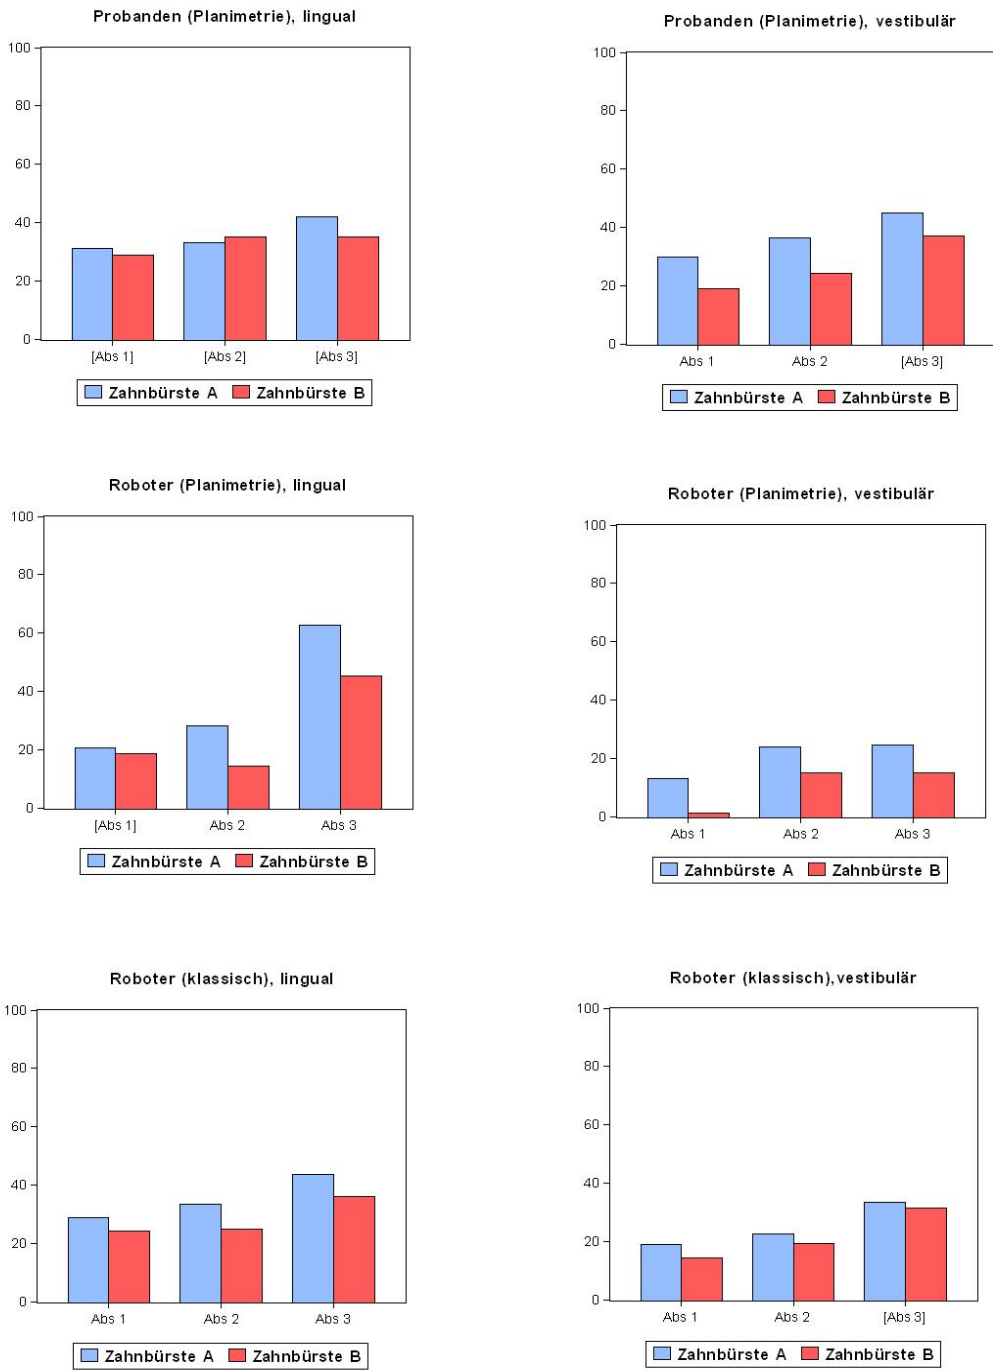 Probanden (Planimetrie), lingual
100
80
60
40
20
0
[Abs 1] [Abs 2] [Abs 3]
Zahnbürste A Zahnbürste B
Probanden (Planimetrie), vestibulär
100
80
60
40
20
0
Abs 1 Abs 2 [Abs 3]
Zahnbürste A Zahnbürste B
Roboter (Planimetrie), lingual
100
80
60
40
20
0
[Abs 1] Abs 2 Abs 3
Zahnbürste A Zahnbürste B
Roboter (Planimetrie), vestibulär
100
80
60
40
20
0
Abs 1 Abs 2 Abs 3
Zahnbürste A Zahnbürste B
Roboter (klassisch), lingual
100
80
60
40
20
0
Abs 1 Abs 2 Abs 3
Zahnbürste A Zahnbürste B
Roboter (klassisch),vestibulär
100
80
60
40
20
0
Abs 1 Abs 2 [Abs 3]
Zahnbürste A Zahnbürste B